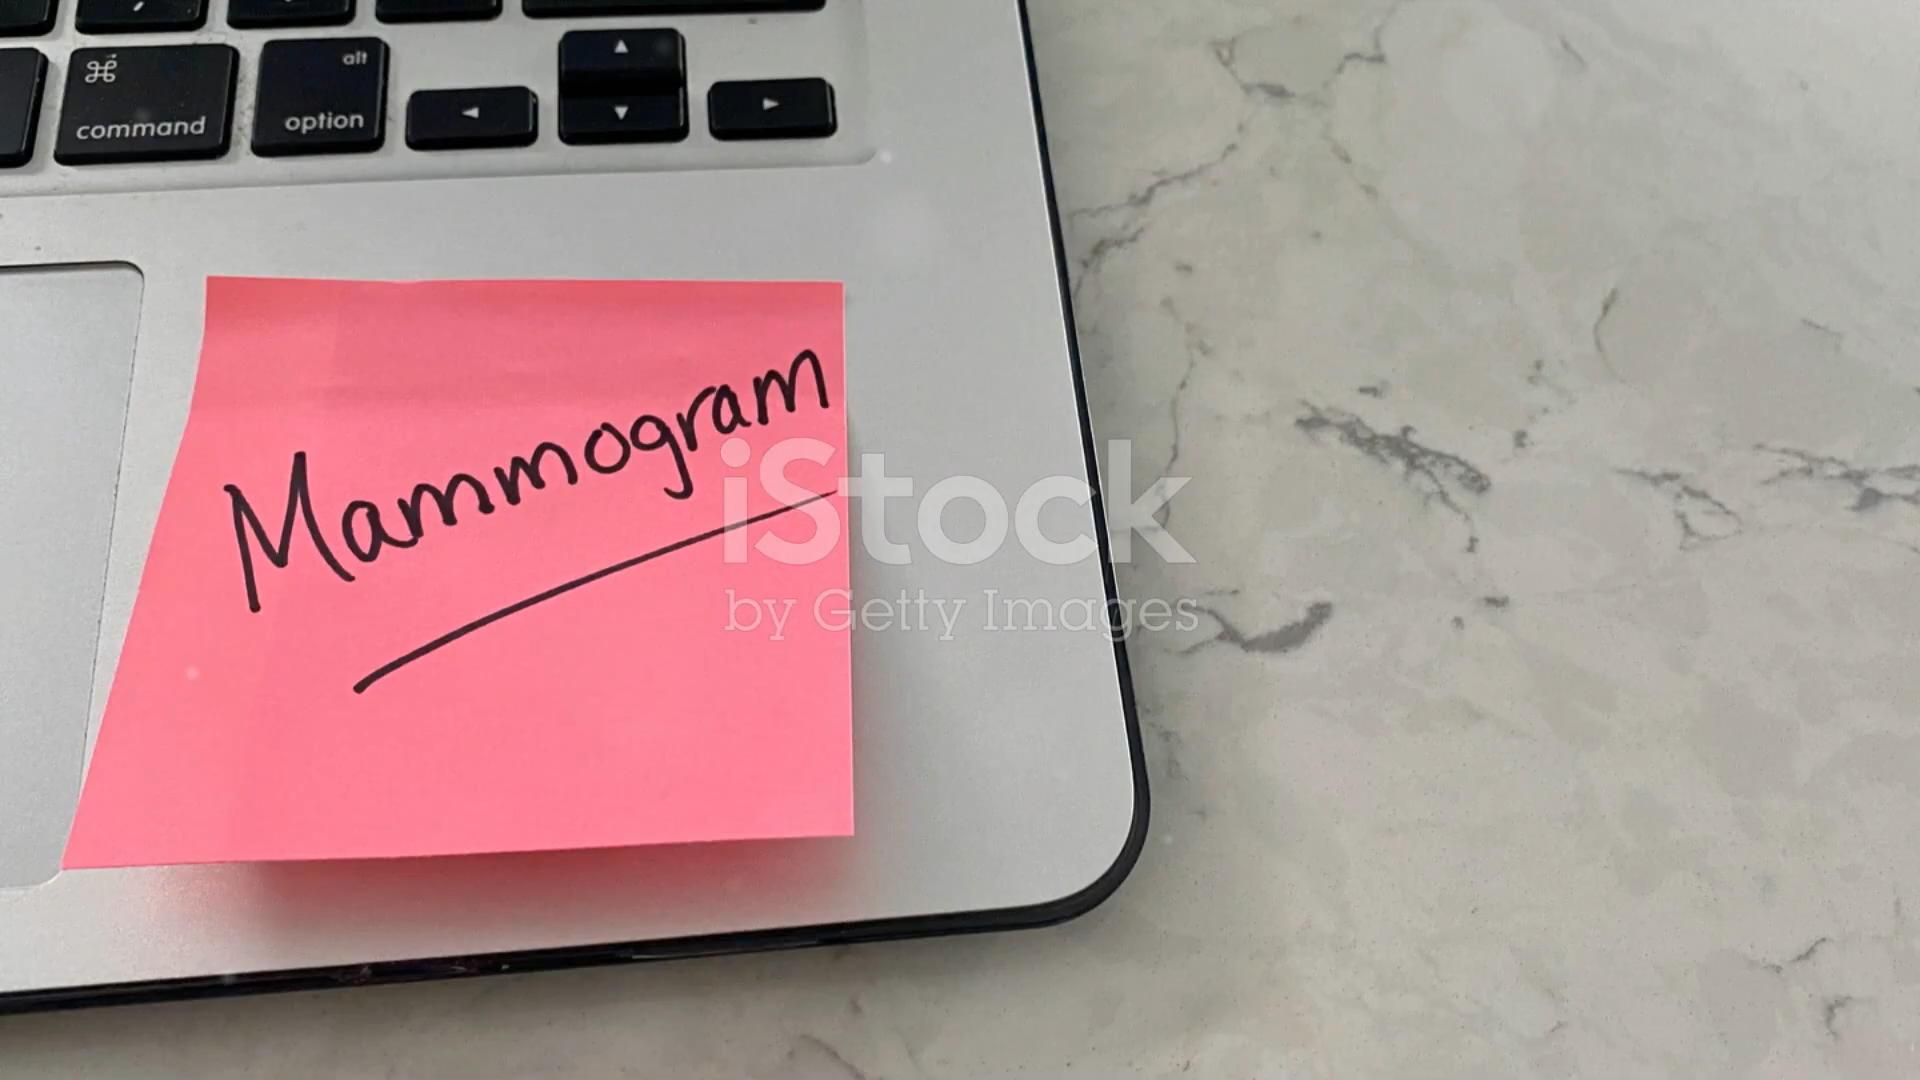 alt
command
option
Mammogram
iStock
by Getty Images